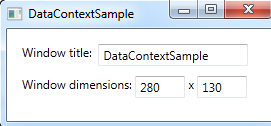 DataContextSample
Window title: DataContextSample
Window dimensions: 280 x 130